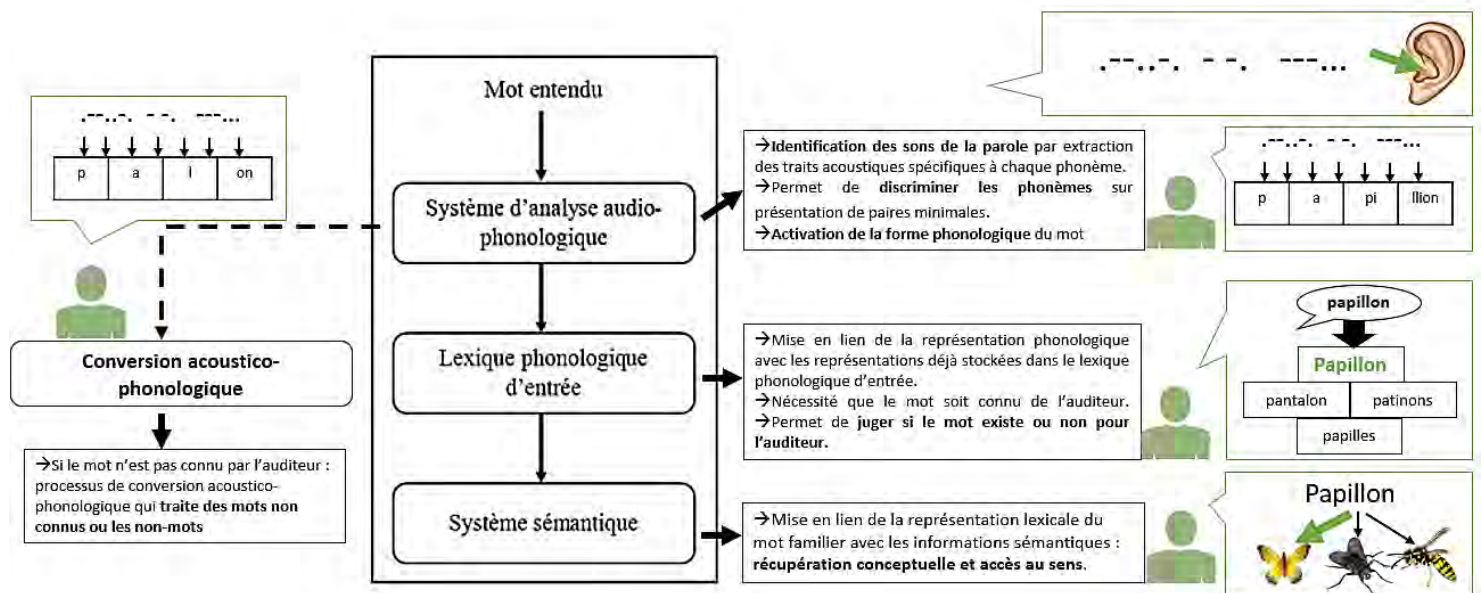 .--..-. --. ---...
.--..-. --. ---...
p a l on
Mot entendu
Système d'analyse audio-
phonologique
→Identification des sons de la parole par extraction
des traits acoustiques spécifiques à chaque phonème.
→Permet de discriminer les phonèmes sur
présentation de paires minimales.
→Activation de la forme phonologique du mot
.--..-. --. ---...
p a pi llion
Conversion acoustico-
phonologique
→Si le mot n'est pas connu par l'auditeur :
processus de conversion acoustico-
phonologique qui traite des mots non
connus ou les non-mots
Lexique phonologique
d'entrée
→Mise en lien de la représentation phonologique
avec les représentations déjà stockées dans le lexique
phonologique d'entrée.
→Nécessité que le mot soit connu de l'auditeur.
→Permet de juger si le mot existe ou non pour
l'auditeur.
papillon
Papillon
pantalon patinons
papilles
Système sémantique
→Mise en lien de la représentation lexicale du
mot familier avec les informations sémantiques :
récupération conceptuelle et accès au sens.
Papillon